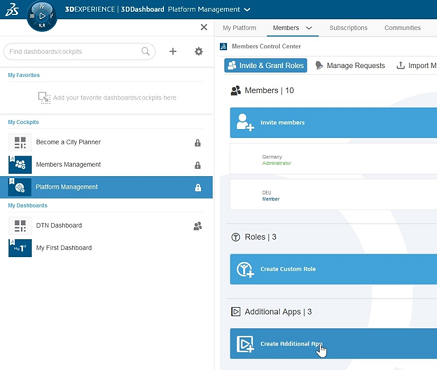 3DEXPERIENCE | 3DDashboard Platform Management
Find dashboards/cockpits
My Favorites
Add your favorite dashboards/cockpits here
My Cockpits
Become a City Planner
Members Management
Platform Management
My Dashboards
DTN Dashboard
My First Dashboard
My Platform Members Subscriptions Communities
Members Control Center
Invite & Grant Roles Manage Requests Import M
Members | 10
Invite members
Germany
Administrator
DEU
Member
Roles | 3
Create Custom Role
Additional Apps | 3
Create Additional App